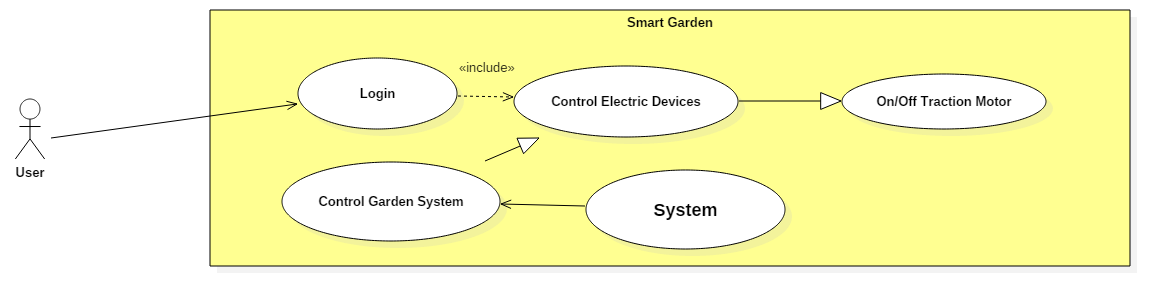 Smart Garden
«include»
Login
Control Electric Devices
On/Off Traction Motor
User
Control Garden System
System